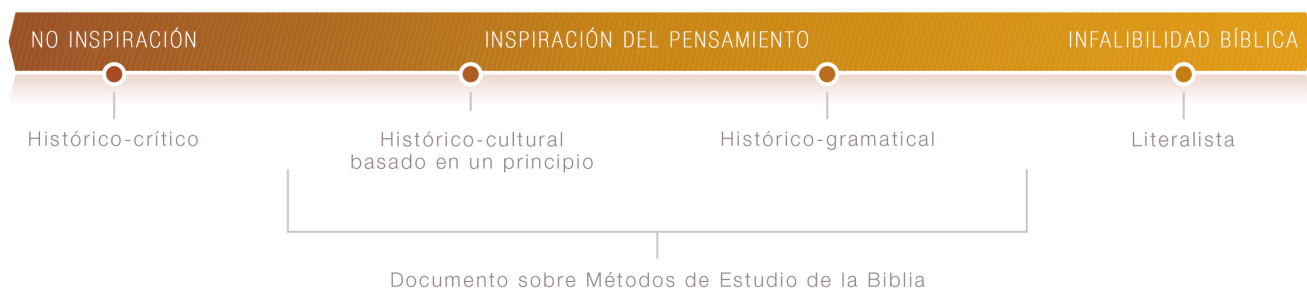 NO INSPIRACIÓN
INSPIRACIÓN DEL PENSAMIENTO
INFALIBILIDAD BÍBLICA
Histórico-crítico
Histórico-cultural
basado en un principio
Histórico-gramatical
Literalista
Documento sobre Métodos de Estudio de la Biblia